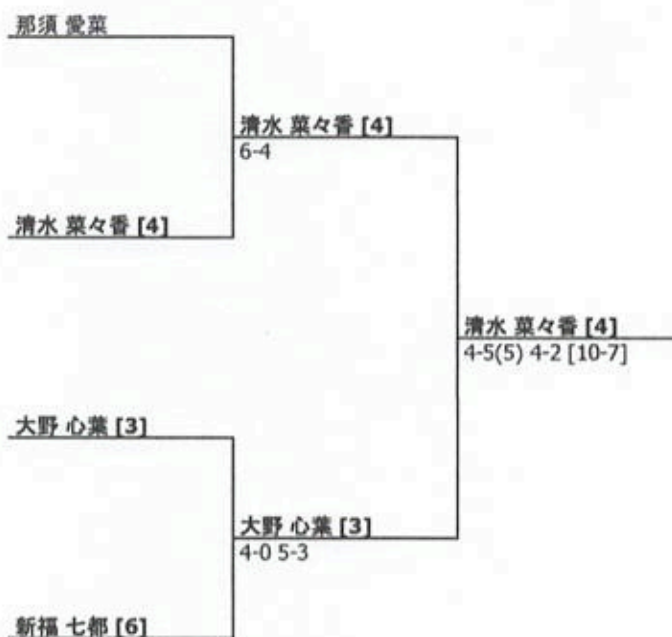 那須 愛菜
清水 菜々香 [4]
6-4
清水 菜々香 [4]
清水 菜々香 [4]
4-5(5) 4-2 [10-7]
大野 心葉 [3]
大野 心葉 [3]
4-0 5-3
新福 七都 [6]